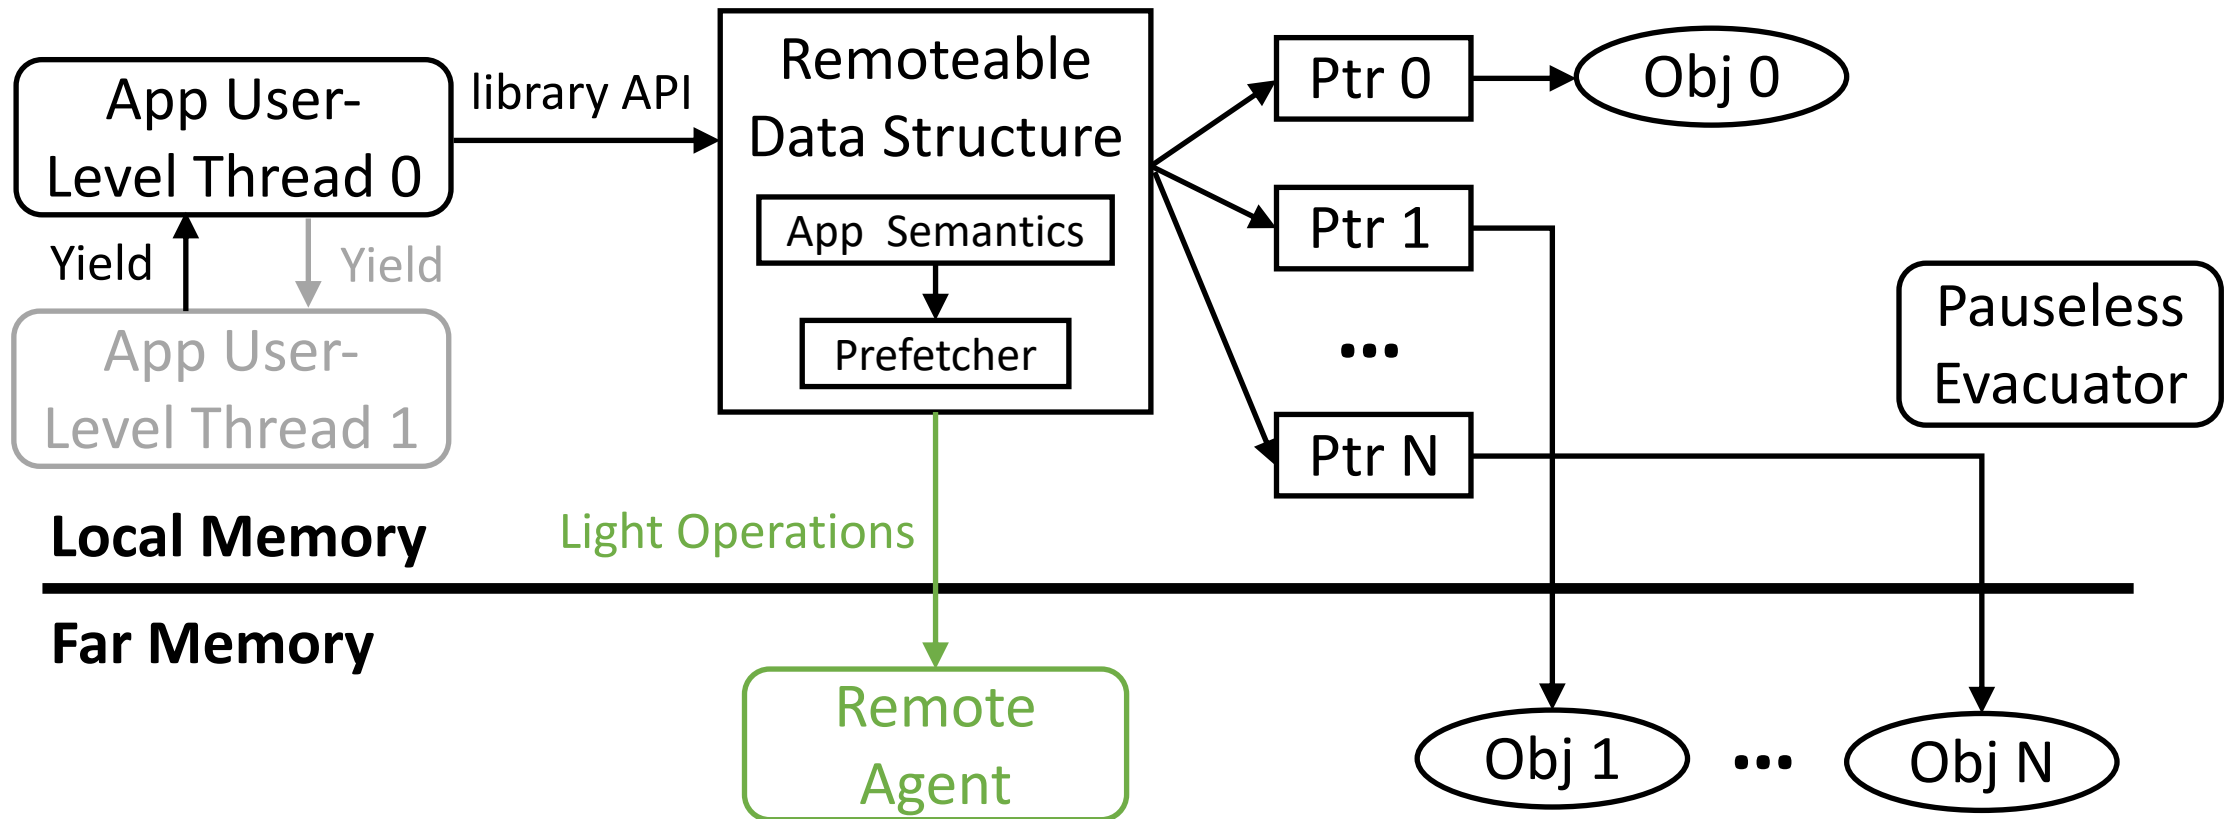 App User-
Level Thread 0
library API
Remoteable
Data Structure
App Semantics
Prefetcher
Ptr 0
Obj 0
Ptr 1
...
Ptr N
Pauseless
Evacuator
Yield
Yield
App User-
Level Thread 1
Local Memory
Light Operations
Far Memory
Remote
Agent
Obj 1
...
Obj N